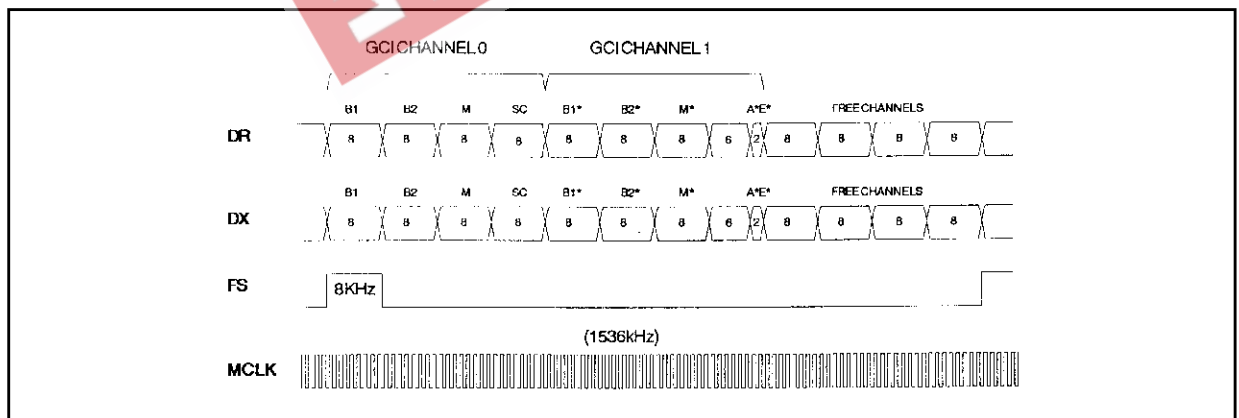 GCI CHANNEL 0 GCI CHANNEL 1
B1 B2 M SC B1* B2* M* A*E* FREE CHANNELS
DR 8 8 8 8 8 8 8 6 2 8 8 8 8
B1 B2 M SC B1* B2* M* A*E* FREE CHANNELS
DX 8 8 8 8 8 8 8 6 2 8 8 8 8
FS 8KHz
(1536kHz)
MCLK